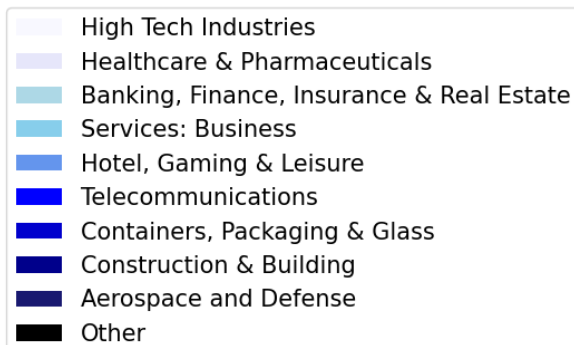 High Tech Industries
Healthcare & Pharmaceuticals
Banking, Finance, Insurance & Real Estate
Services: Business
Hotel, Gaming & Leisure
Telecommunications
Containers, Packaging & Glass
Construction & Building
Aerospace and Defense
Other